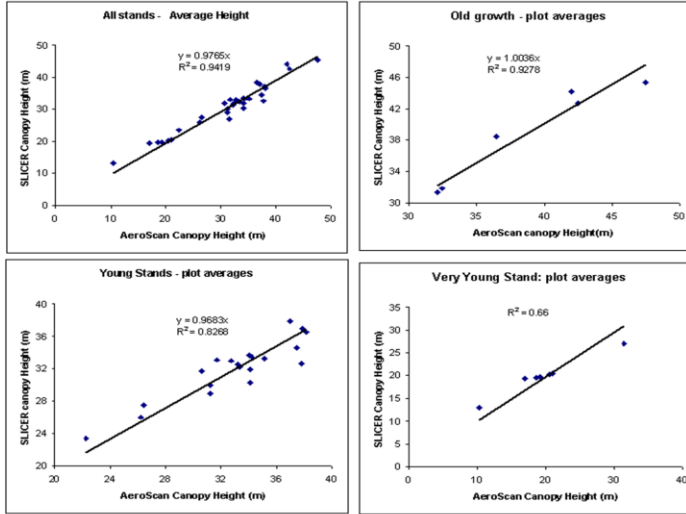 All stands - Average Height
y = 0.9765x
R² = 0.9419
SLICER Canopy Height (m)
50
40
30
20
10
0
0 10 20 30 40 50
AeroScan Canopy Height (m)
Old growth - plot averages
y = 1.0036x
R² = 0.9278
SLICER Canopy Height (m)
50
46
42
38
34
30
30 35 40 45 50
AeroScan canopy Height(m)
Young Stands - plot averages
y = 0.9683x
R² = 0.8268
SLICER canopy Height (m)
40
36
32
28
24
20
20 24 28 32 36 40
AeroScan Canopy Height (m)
Very Young Stand: plot averages
R² = 0.66
SLICER Canopy Height (m)
35
30
25
20
15
10
5
0
0 10 20 30 40
AeroScan Canopy Height (m)